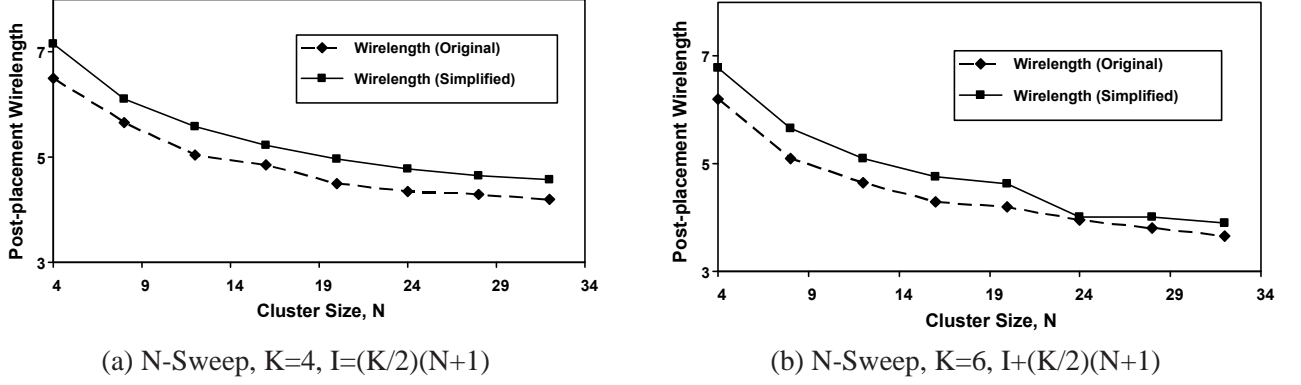 Post-placement Wirelength
7
5
3
Wirelength (Original)
Wirelength (Simplified)
4 9 14 19 24 29 34
Cluster Size, N
(a) N-Sweep, K=4, I=(K/2)(N+1)
Post-placement Wirelength
7
5
3
Wirelength (Original)
Wirelength (Simplified)
4 9 14 19 24 29 34
Cluster Size, N
(b) N-Sweep, K=6, I+(K/2)(N+1)